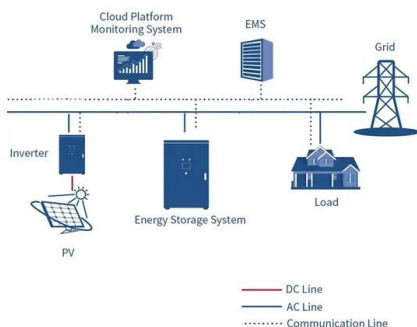 Cloud Platform
Monitoring System
EMS
Grid
Inverter
Energy Storage System
Load
PV
DC Line
AC Line
Communication Line